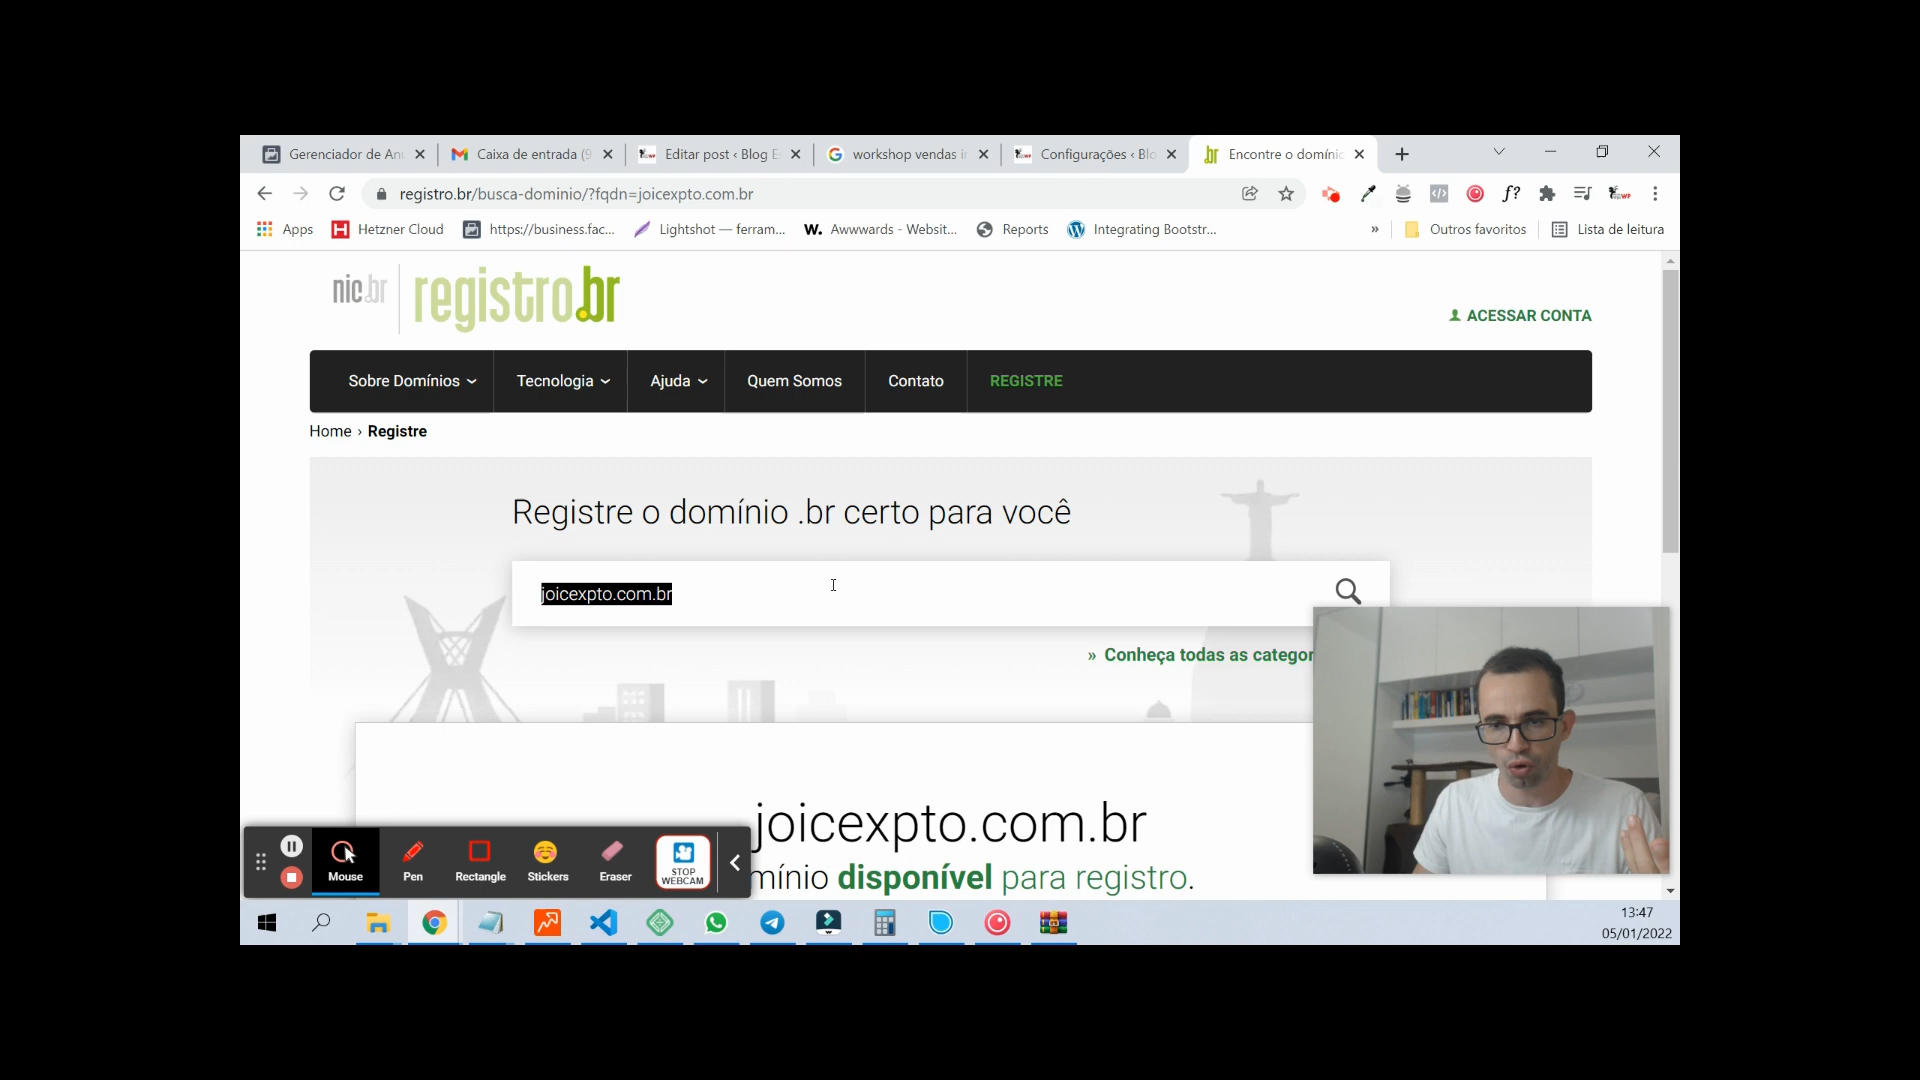 Gerenciador de An
Caixa de entrada (9
Editar post ‹ Blog E
workshop vendas i
Configurações ‹ Blo
Encontre o domínio
registro.br/busca-dominio/?fqdn=joicexpto.com.br
Apps
Hetzner Cloud
https://business.fac...
Lightshot — ferram...
W. Awwwards - Websit...
Reports
Integrating Bootstr...
»
Outros favoritos
Lista de leitura
nic.br
registro.br
ACESSAR CONTA
Sobre Domínios
Tecnologia
Ajuda
Quem Somos
Contato
REGISTRE
Home › Registre
Registre o domínio .br certo para você
joicexpto.com.br
» Conheça todas as categor
joicexpto.com.br
mínio disponível para registro.
Mouse
Pen
Rectangle
Stickers
Eraser
STOP
WEBCAM
13:47
05/01/2022